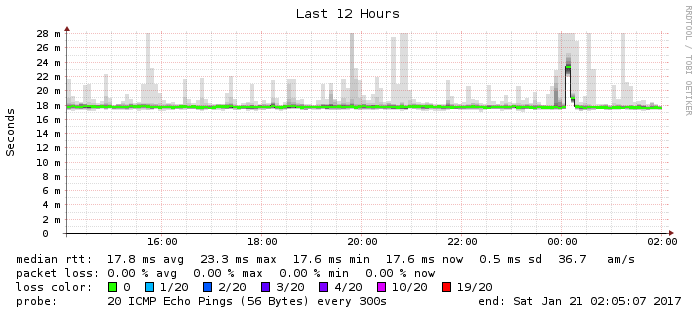 Last 12 Hours
RRDTOOL / TOBI OETIKER
Seconds
28 m
26 m
24 m
22 m
20 m
18 m
16 m
14 m
12 m
10 m
8 m
6 m
4 m
2 m
0
16:00 18:00 20:00 22:00 00:00 02:00
median rtt: 17.8 ms avg 23.3 ms max 17.6 ms min 17.6 ms now 0.5 ms sd 36.7 am/s
packet loss: 0.00 % avg 0.00 % max 0.00 % min 0.00 % now
loss color: 0 1/20 2/20 3/20 4/20 10/20 19/20
probe: 20 ICMP Echo Pings (56 Bytes) every 300s end: Sat Jan 21 02:05:07 2017